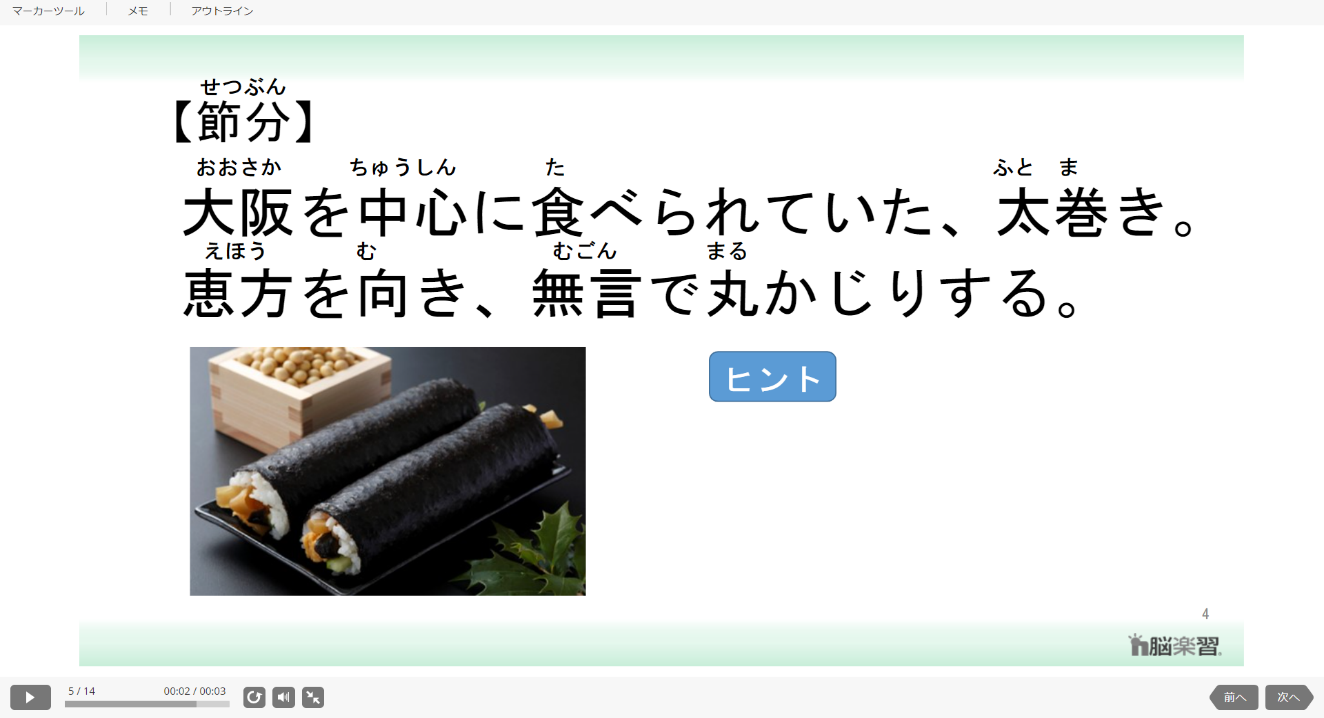 マーカーツール メモ アウトライン
せつぶん
【節分】
おおさか ちゅうしん た ふと ま
大阪を中心に食べられていた、太巻き。
えほう む むごん まる
恵方を向き、無言で丸かじりする。
ヒント
4
脳楽習
5 / 14 00:02 / 00:03
前へ 次へ